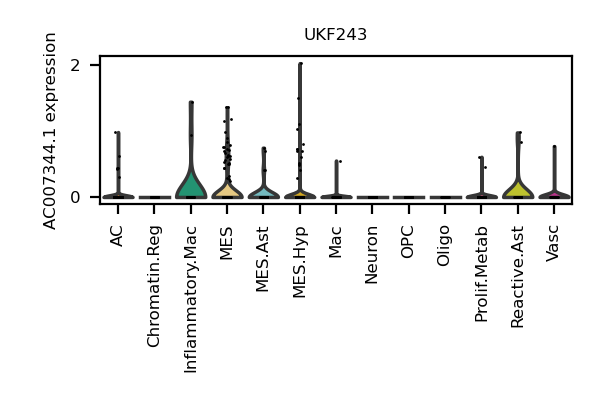 UKF243
AC007344.1 expression
2
0
AC
Chromatin.Reg
Inflammatory.Mac
MES
MES.Ast
MES.Hyp
Mac
Neuron
OPC
Oligo
Prolif.Metab
Reactive.Ast
Vasc